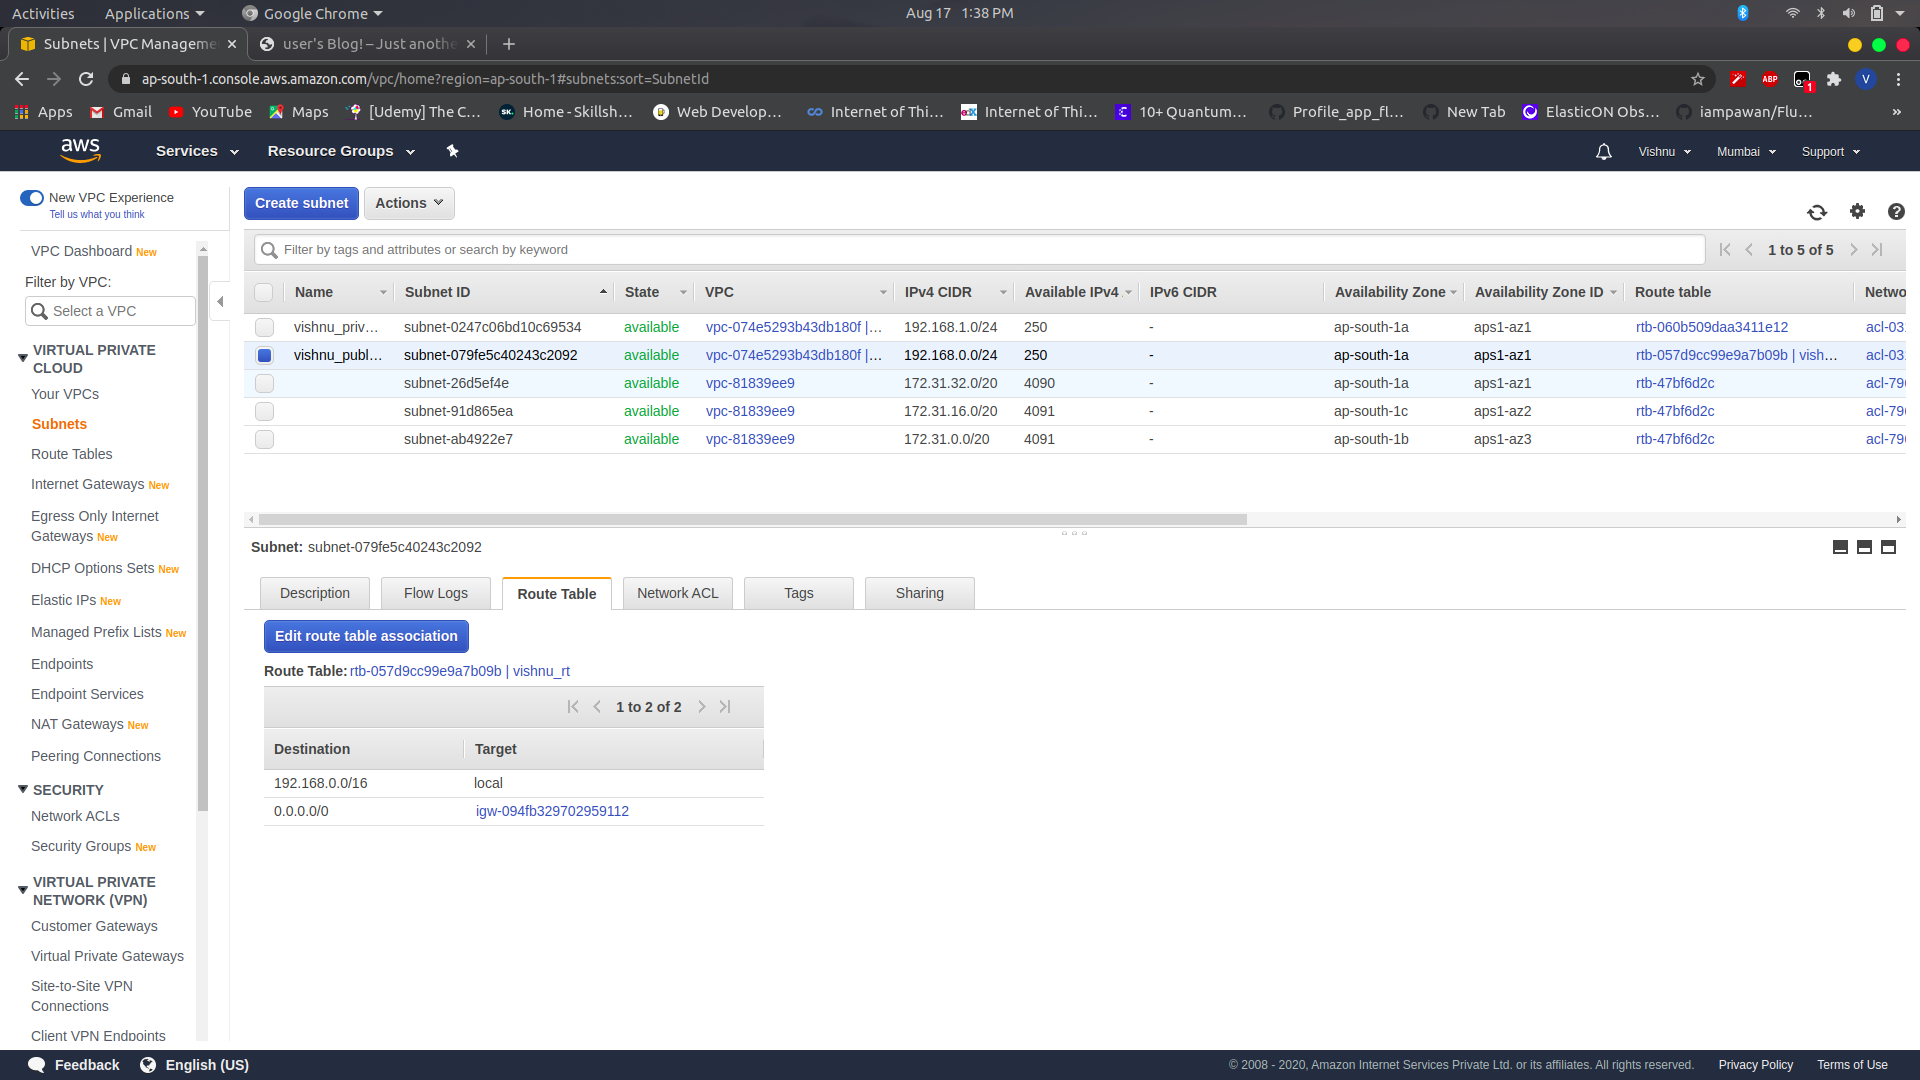 Activities Applications Google Chrome Aug 17 1:38 PM
Subnets | VPC Manageme user's Blog! – Just anothe
ap-south-1.console.aws.amazon.com/vpc/home?region=ap-south-1#subnets:sort=SubnetId ABP 1 V
Apps Gmail YouTube Maps [Udemy] The C... SK. Home - Skillsh... Web Develop... Internet of Thi... edX Internet of Thi... 10+ Quantum... Profile_app_fl... New Tab ElasticON Obs... iampawan/Flu... »
aws Services Resource Groups Vishnu Mumbai Support
New VPC Experience
Tell us what you think
VPC Dashboard New
Filter by VPC:
Select a VPC
VIRTUAL PRIVATE
CLOUD
Your VPCs
Subnets
Route Tables
Internet Gateways New
Egress Only Internet
Gateways New
DHCP Options Sets New
Elastic IPs New
Managed Prefix Lists New
Endpoints
Endpoint Services
NAT Gateways New
Peering Connections
SECURITY
Network ACLs
Security Groups New
VIRTUAL PRIVATE
NETWORK (VPN)
Customer Gateways
Virtual Private Gateways
Site-to-Site VPN
Connections
Client VPN Endpoints
Create subnet Actions
Filter by tags and attributes or search by keyword 1 to 5 of 5
Name Subnet ID State VPC IPv4 CIDR Available IPv4 IPv6 CIDR Availability Zone Availability Zone ID Route table Netwo
vishnu_priv... subnet-0247c06bd10c69534 available vpc-074e5293b43db180f |... 192.168.1.0/24 250 - ap-south-1a aps1-az1 rtb-060b509daa3411e12 acl-03
vishnu_publ... subnet-079fe5c40243c2092 available vpc-074e5293b43db180f |... 192.168.0.0/24 250 - ap-south-1a aps1-az1 rtb-057d9cc99e9a7b09b | vish... acl-03
subnet-26d5ef4e available vpc-81839ee9 172.31.32.0/20 4090 - ap-south-1a aps1-az1 rtb-47bf6d2c acl-79
subnet-91d865ea available vpc-81839ee9 172.31.16.0/20 4091 - ap-south-1c aps1-az2 rtb-47bf6d2c acl-79
subnet-ab4922e7 available vpc-81839ee9 172.31.0.0/20 4091 - ap-south-1b aps1-az3 rtb-47bf6d2c acl-79
Subnet: subnet-079fe5c40243c2092
Description Flow Logs Route Table Network ACL Tags Sharing
Edit route table association
Route Table: rtb-057d9cc99e9a7b09b | vishnu_rt
1 to 2 of 2
Destination Target
192.168.0.0/16 local
0.0.0.0/0 igw-094fb329702959112
Feedback English (US) © 2008 - 2020, Amazon Internet Services Private Ltd. or its affiliates. All rights reserved. Privacy Policy Terms of Use